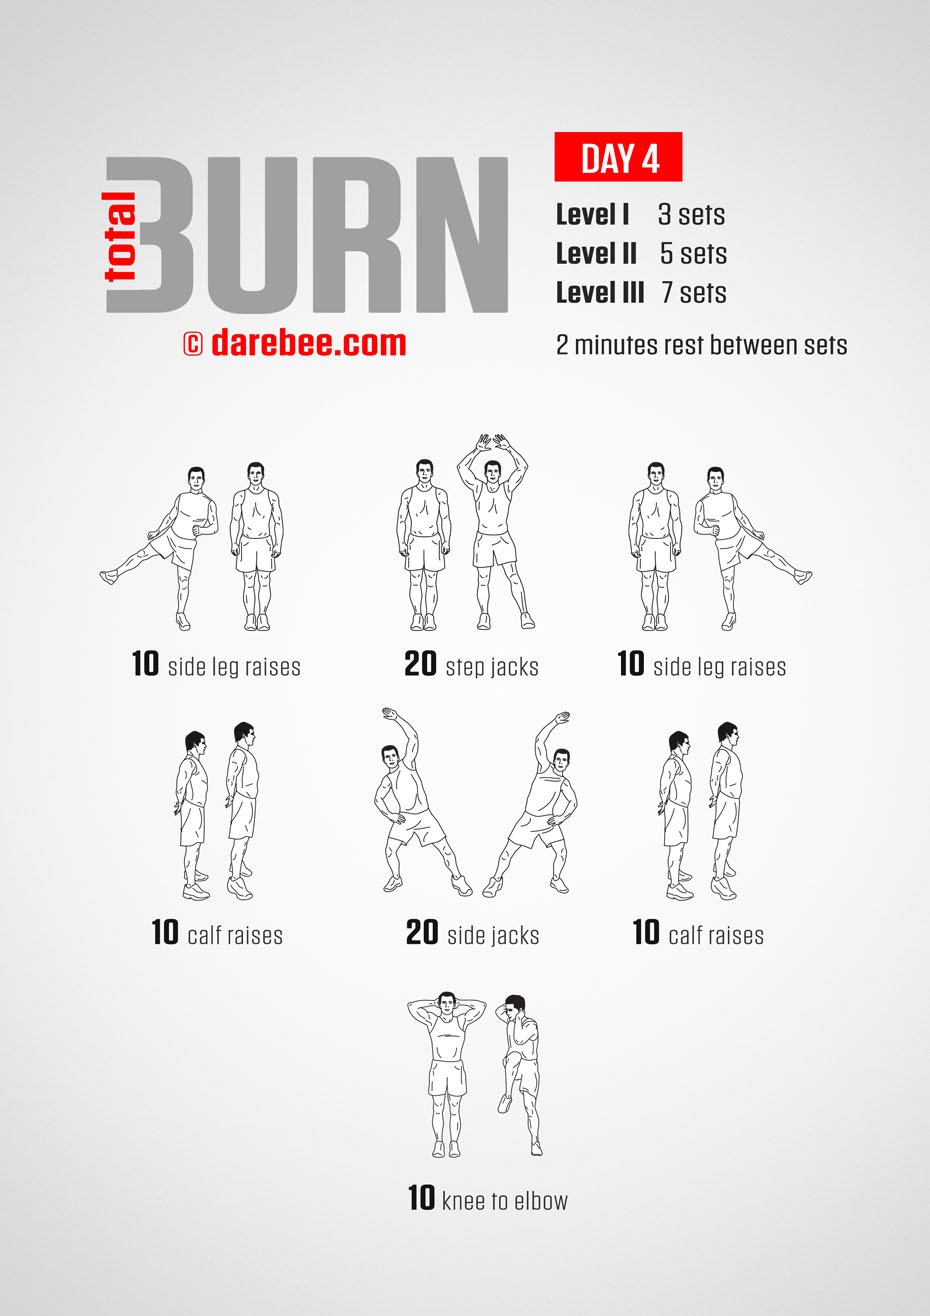 total
BURN
© darebee.com
DAY 4
Level I 3 sets
Level II 5 sets
Level III 7 sets
2 minutes rest between sets
10 side leg raises
20 step jacks
10 side leg raises
10 calf raises
20 side jacks
10 calf raises
10 knee to elbow